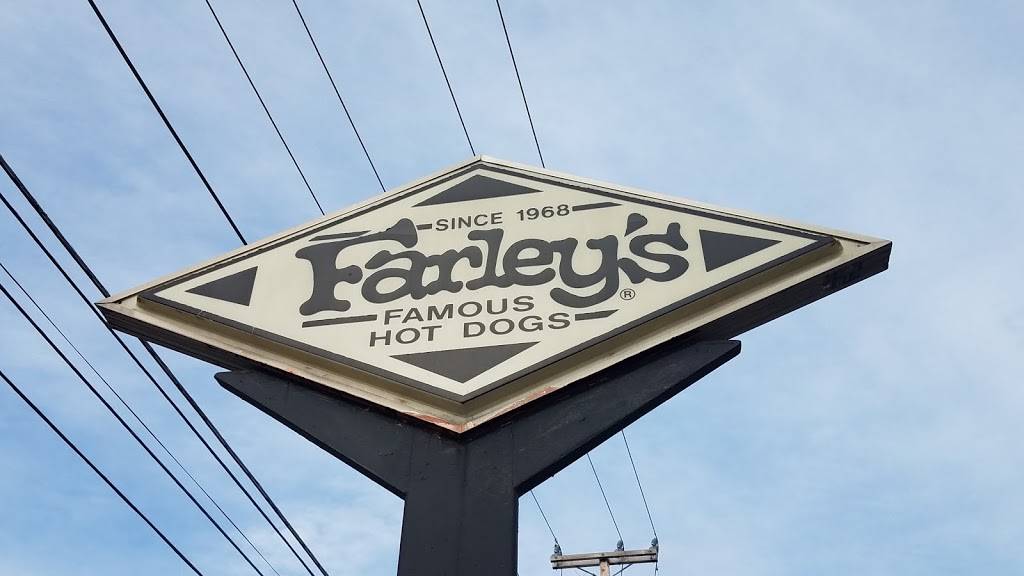 SINCE 1968
Farley's®
FAMOUS
HOT DOGS